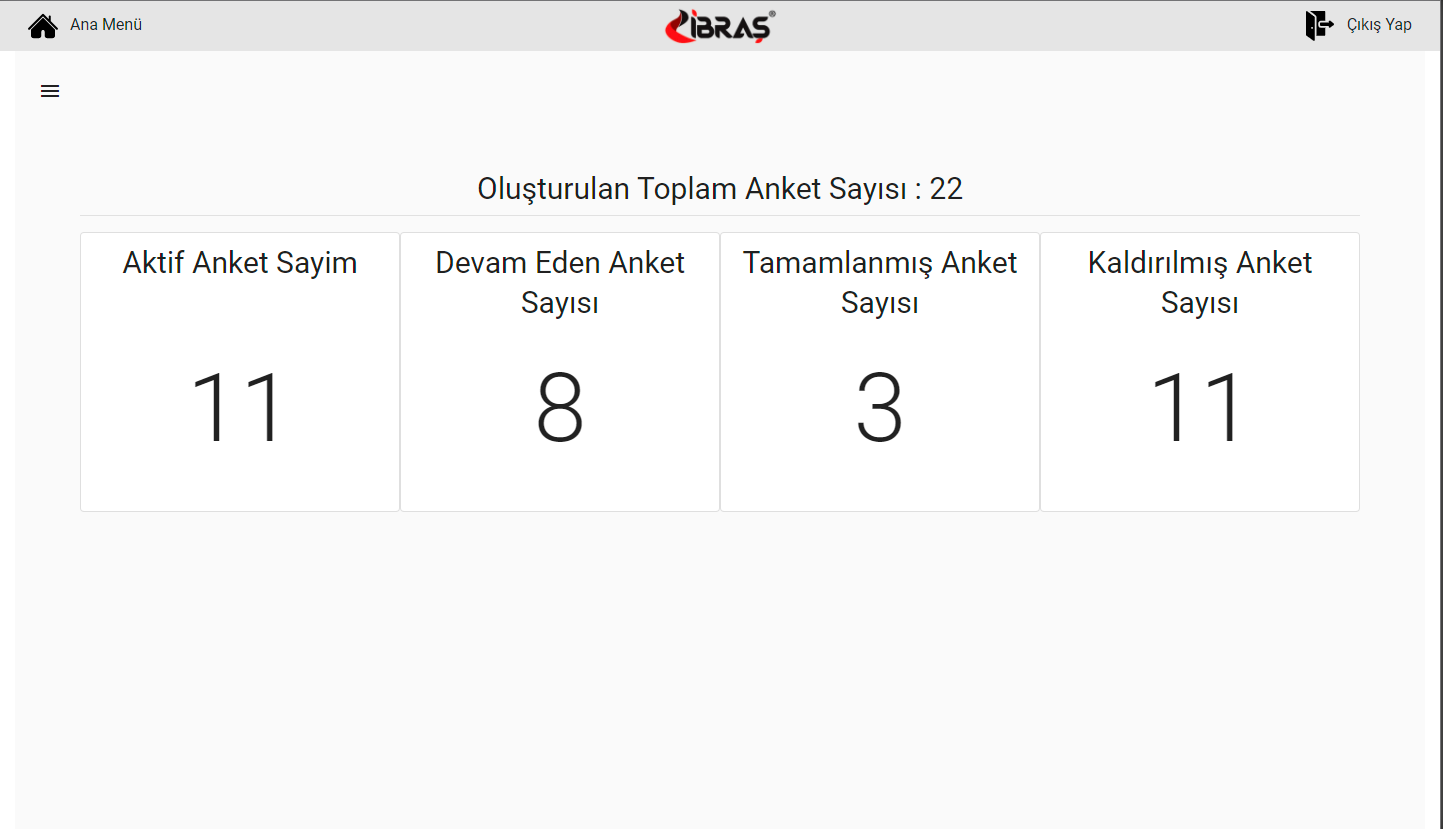 Ana Menü
İBRAŞ®
Çıkış Yap
Oluşturulan Toplam Anket Sayısı : 22
Aktif Anket Sayim
11
Devam Eden Anket
Sayısı
8
Tamamlanmış Anket
Sayısı
3
Kaldırılmış Anket
Sayısı
11